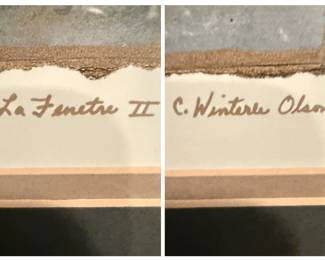 La Fenetre II
C. Winterle Olson